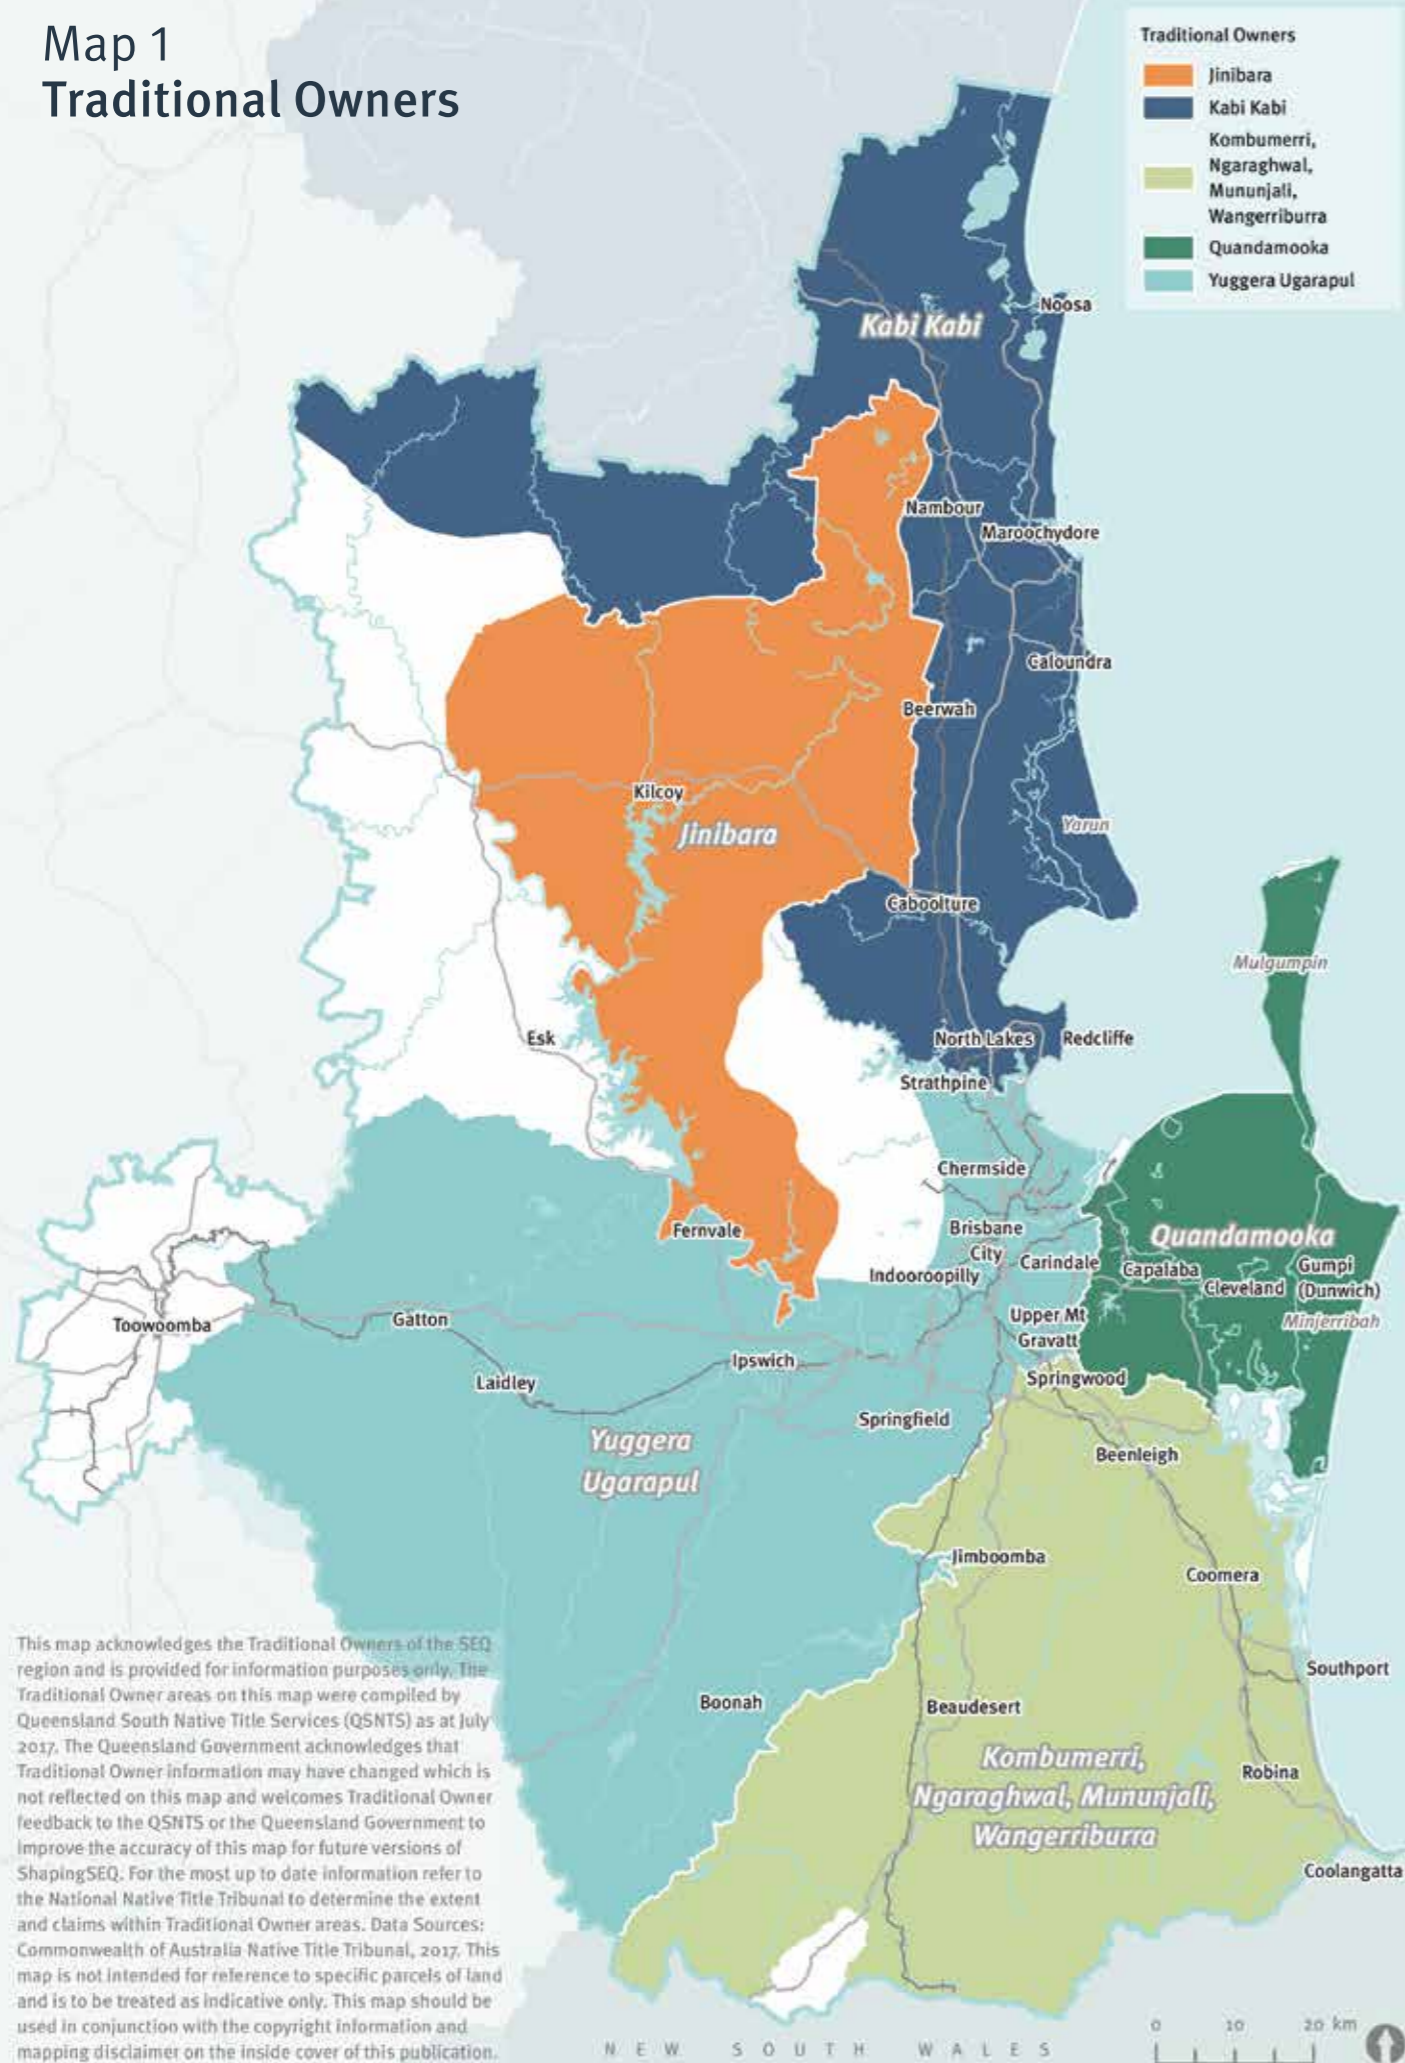 Map 1
Traditional Owners
Traditional Owners
Jinibara
Kabi Kabi
Kombumerri,
Ngaraghwal,
Mununjali,
Wangerriburra
Quandamooka
Yuggera Ugarapul
Noosa
Kabi Kabi
Nambour
Maroochydore
Caloundra
Beerwah
Kilcoy
Jinibara
Yarun
Caboolture
Mulgumpin
Esk
North Lakes
Redcliffe
Strathpine
Chermside
Fernvale
Brisbane
City
Quandamooka
Carindale
Capalaba
Gumpi
(Dunwich)
Indooroopilly
Cleveland
Minjerribah
Toowoomba
Gatton
Upper Mt
Gravatt
Ipswich
Laidley
Springwood
Springfield
Yuggera
Ugarapul
Beenleigh
Jimboomba
Coomera
Southport
Boonah
Beaudesert
Kombumerri,
Ngaraghwal, Mununjali,
Wangerriburra
Robina
Coolangatta
This map acknowledges the Traditional Owners of the SEQ
region and is provided for information purposes only. The
Traditional Owner areas on this map were compiled by
Queensland South Native Title Services (QSNTS) as at July
2017. The Queensland Government acknowledges that
Traditional Owner information may have changed which is
not reflected on this map and welcomes Traditional Owner
feedback to the QSNTS or the Queensland Government to
improve the accuracy of this map for future versions of
ShapingSEQ. For the most up to date information refer to
the National Native Title Tribunal to determine the extent
and claims within Traditional Owner areas. Data Sources:
Commonwealth of Australia Native Title Tribunal, 2017. This
map is not intended for reference to specific parcels of land
and is to be treated as indicative only. This map should be
used in conjunction with the copyright information and
mapping disclaimer on the inside cover of this publication.
NEW SOUTH WALES
0 10 20 km